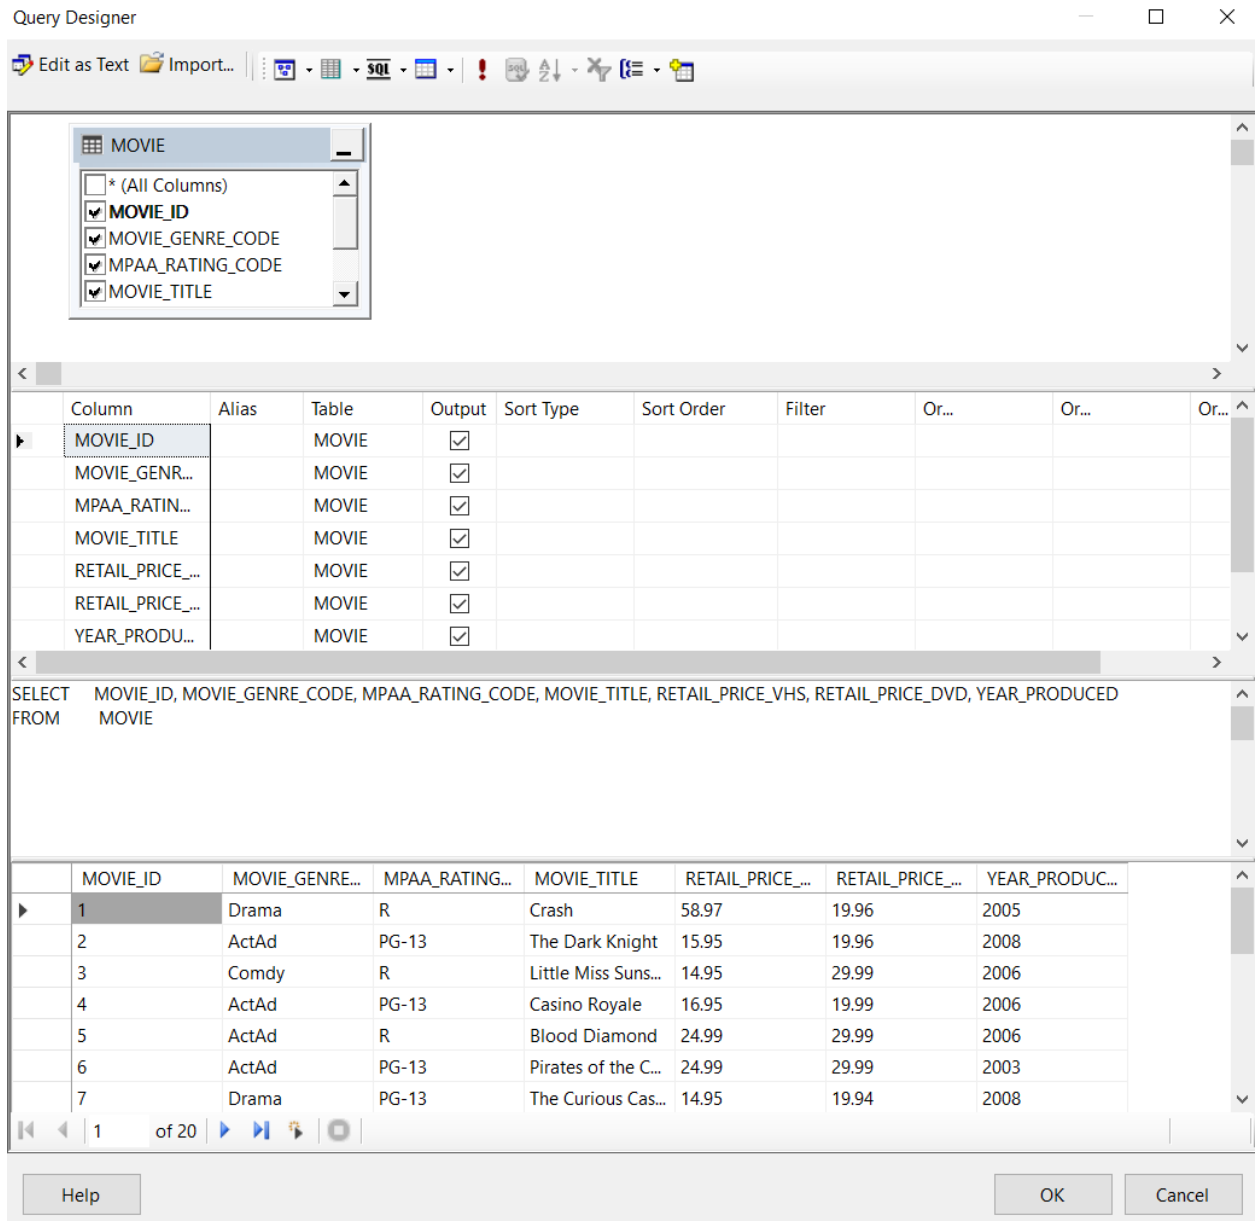 Query Designer
Edit as Text Import... SQL
MOVIE
* (All Columns)
MOVIE_ID
MOVIE_GENRE_CODE
MPAA_RATING_CODE
MOVIE_TITLE
Column Alias Table Output Sort Type Sort Order Filter Or... Or... Or...
MOVIE_ID MOVIE
MOVIE_GENR... MOVIE
MPAA_RATIN... MOVIE
MOVIE_TITLE MOVIE
RETAIL_PRICE_... MOVIE
RETAIL_PRICE_... MOVIE
YEAR_PRODU... MOVIE
SELECT MOVIE_ID, MOVIE_GENRE_CODE, MPAA_RATING_CODE, MOVIE_TITLE, RETAIL_PRICE_VHS, RETAIL_PRICE_DVD, YEAR_PRODUCED
FROM MOVIE
MOVIE_ID MOVIE_GENRE... MPAA_RATING... MOVIE_TITLE RETAIL_PRICE_... RETAIL_PRICE_... YEAR_PRODUC...
1 Drama R Crash 58.97 19.96 2005
2 ActAd PG-13 The Dark Knight 15.95 19.96 2008
3 Comdy R Little Miss Suns... 14.95 29.99 2006
4 ActAd PG-13 Casino Royale 16.95 19.99 2006
5 ActAd R Blood Diamond 24.99 29.99 2006
6 ActAd PG-13 Pirates of the C... 24.99 29.99 2003
7 Drama PG-13 The Curious Cas... 14.95 19.94 2008
1 of 20
Help OK Cancel